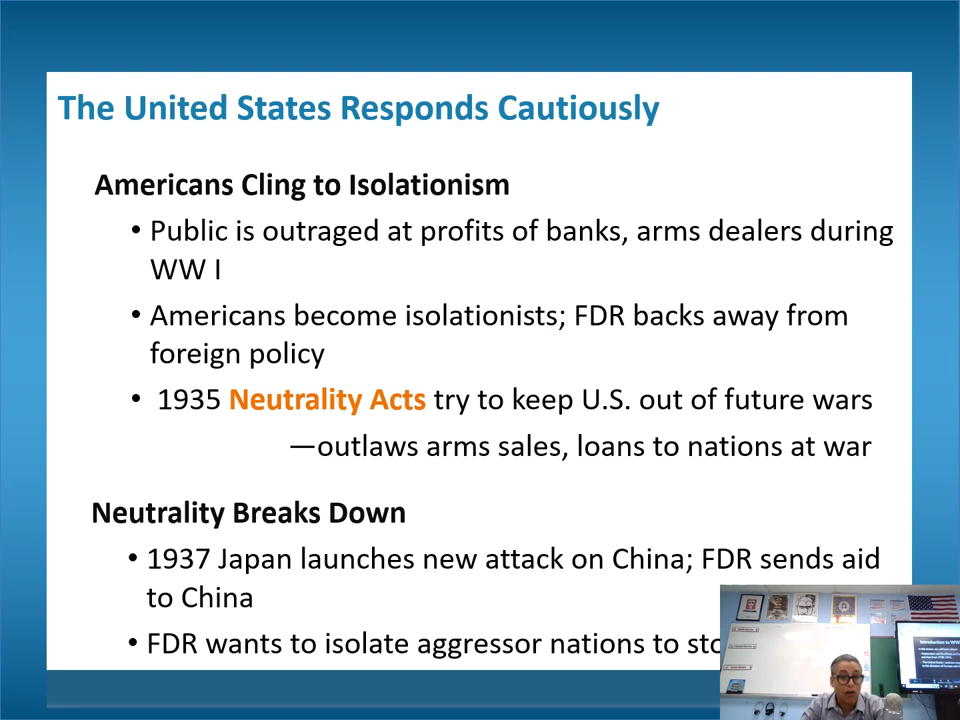 The United States Responds Cautiously
Americans Cling to Isolationism
• Public is outraged at profits of banks, arms dealers during
WW I
• Americans become isolationists; FDR backs away from
foreign policy
• 1935 Neutrality Acts try to keep U.S. out of future wars
—outlaws arms sales, loans to nations at war
Neutrality Breaks Down
• 1937 Japan launches new attack on China; FDR sends aid
to China
• FDR wants to isolate aggressor nations to
Introduction to WW